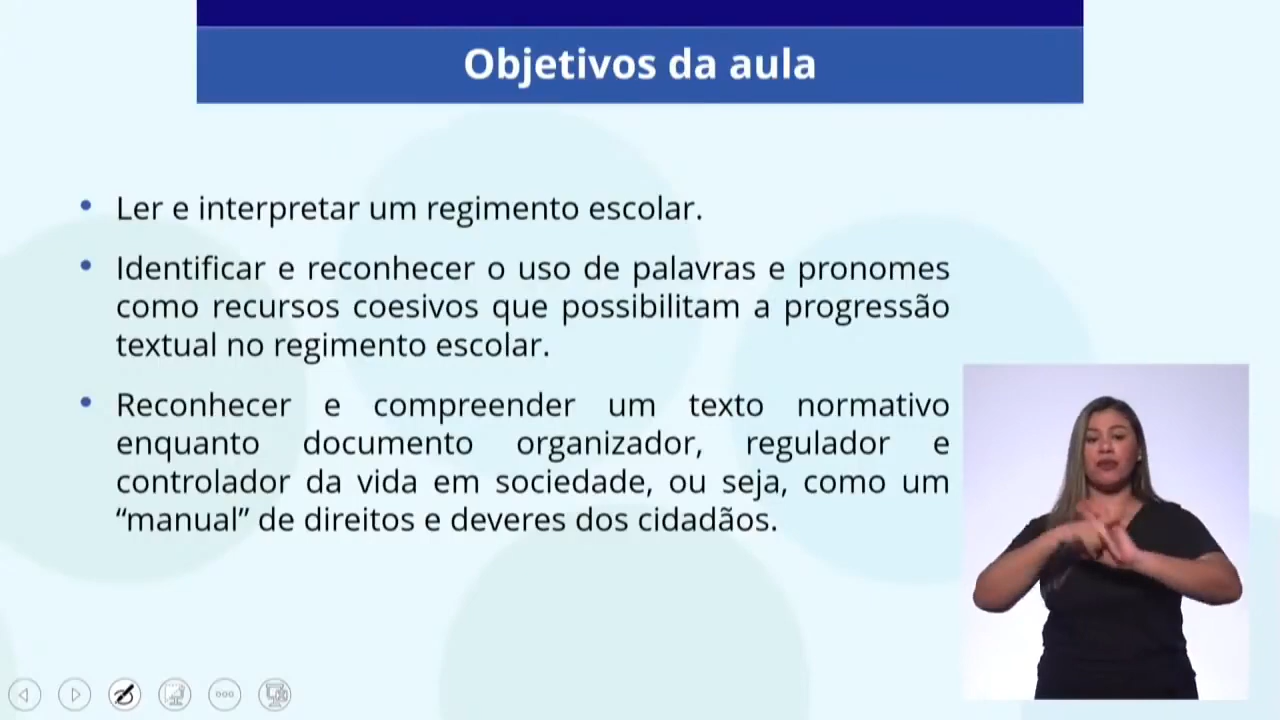 Objetivos da aula
• Ler e interpretar um regimento escolar.
• Identificar e reconhecer o uso de palavras e pronomes
como recursos coesivos que possibilitam a progressão
textual no regimento escolar.
• Reconhecer e compreender um texto normativo
enquanto documento organizador, regulador e
controlador da vida em sociedade, ou seja, como um
“manual” de direitos e deveres dos cidadãos.